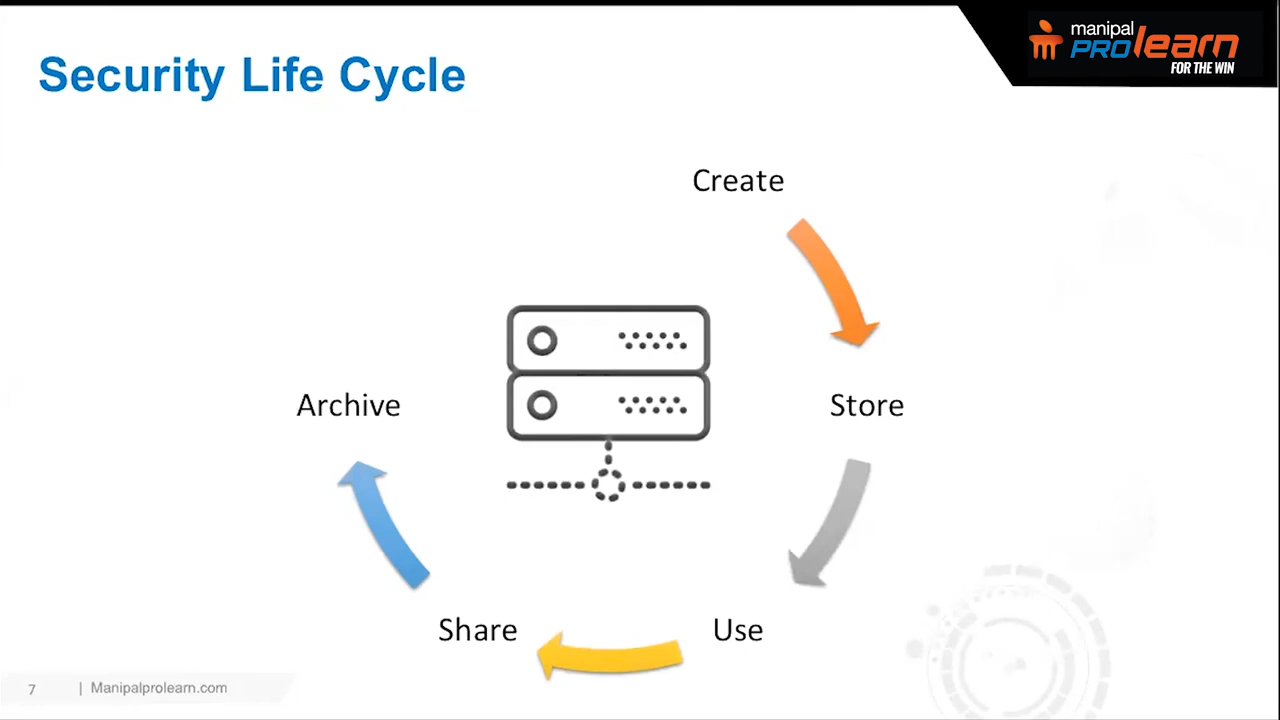 manipal
PROlearn
FOR THE WIN
Security Life Cycle
Create
Archive
Store
Share
Use
7 | Manipalprolearn.com